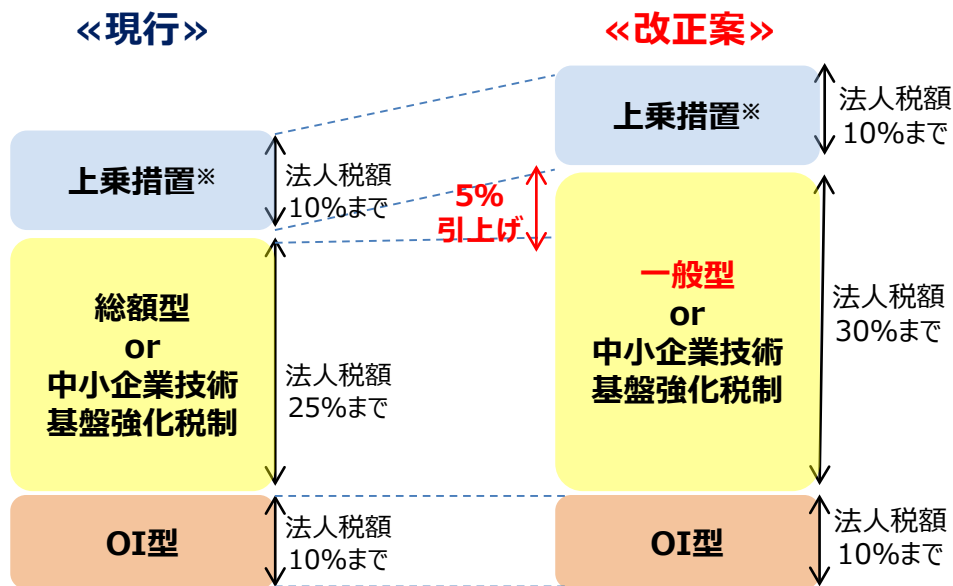 ≪現行≫
上乗措置※
法人税額
10%まで
総額型
or
中小企業技術
基盤強化税制
法人税額
25%まで
OI型
法人税額
10%まで
≪改正案≫
上乗措置※
法人税額
10%まで
5%
引上げ
一般型
or
中小企業技術
基盤強化税制
法人税額
30%まで
OI型
法人税額
10%まで